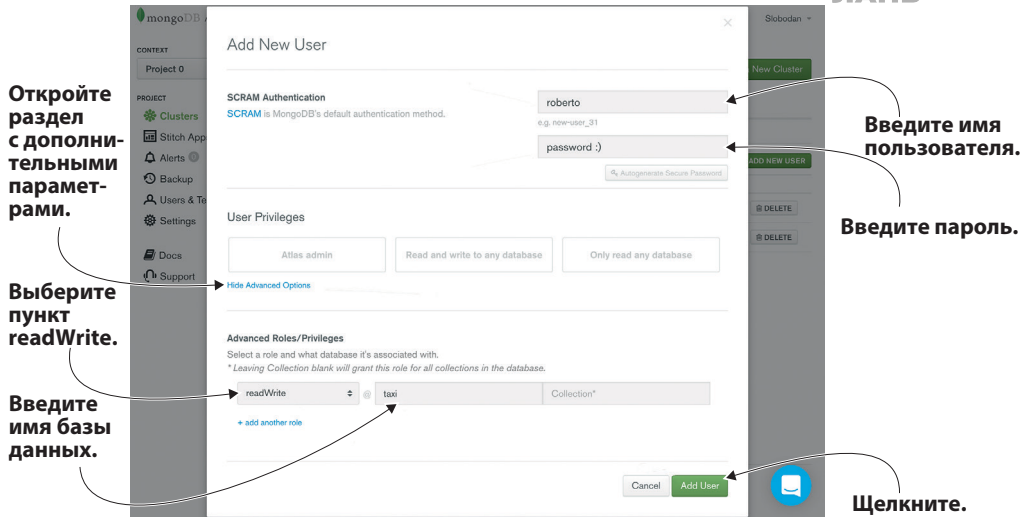 ЛАНЬ
mongoDB
Slobodan
CONTEXT
Project 0
New Cluster
PROJECT
Clusters
Stitch App
Alerts
Backup
Users & Te
Settings
Docs
Support
ADD NEW USER
DELETE
DELETE
Add New User
SCRAM Authentication
SCRAM is MongoDB's default authentication method.
roberto
e.g. new-user_31
password :)
Autogenerate Secure Password
User Privileges
Atlas admin
Read and write to any database
Only read any database
Hide Advanced Options
Advanced Roles/Privileges
Select a role and what database it's associated with.
* Leaving Collection blank will grant this role for all collections in the database.
readWrite @ taxi Collection*
+ add another role
Cancel
Add User
Откройте
раздел
с дополни-
тельными
парамет-
рами.
Выберите
пункт
readWrite.
Введите
имя базы
данных.
Введите имя
пользователя.
Введите пароль.
Щелкните.